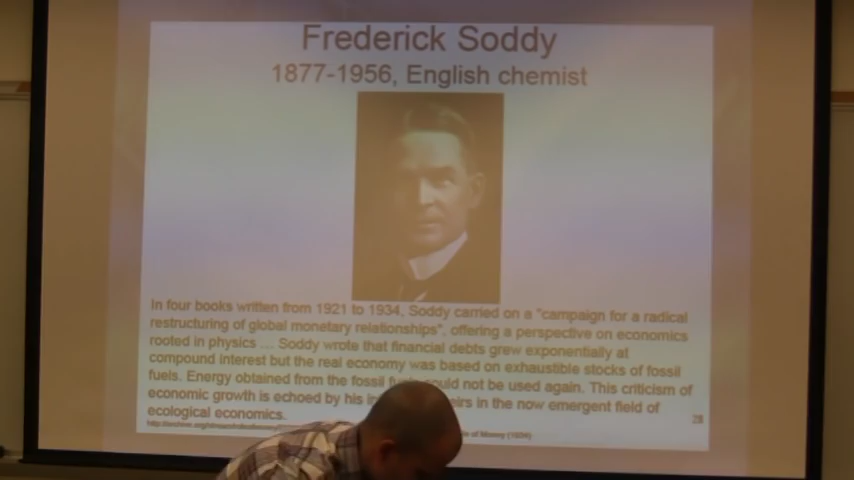 Frederick Soddy
1877-1956, English chemist
In four books written from 1921 to 1934, Soddy carried on a "campaign for a radical
restructuring of global monetary relationships", offering a perspective on economics
rooted in physics ... Soddy wrote that financial debts grew exponentially at
compound interest but the real economy was based on exhaustible stocks of fossil
fuels. Energy obtained from the fossil could not be used again. This criticism of
economic growth is echoed by his in the now emergent field of
ecological economics.
28
of Money (1934)